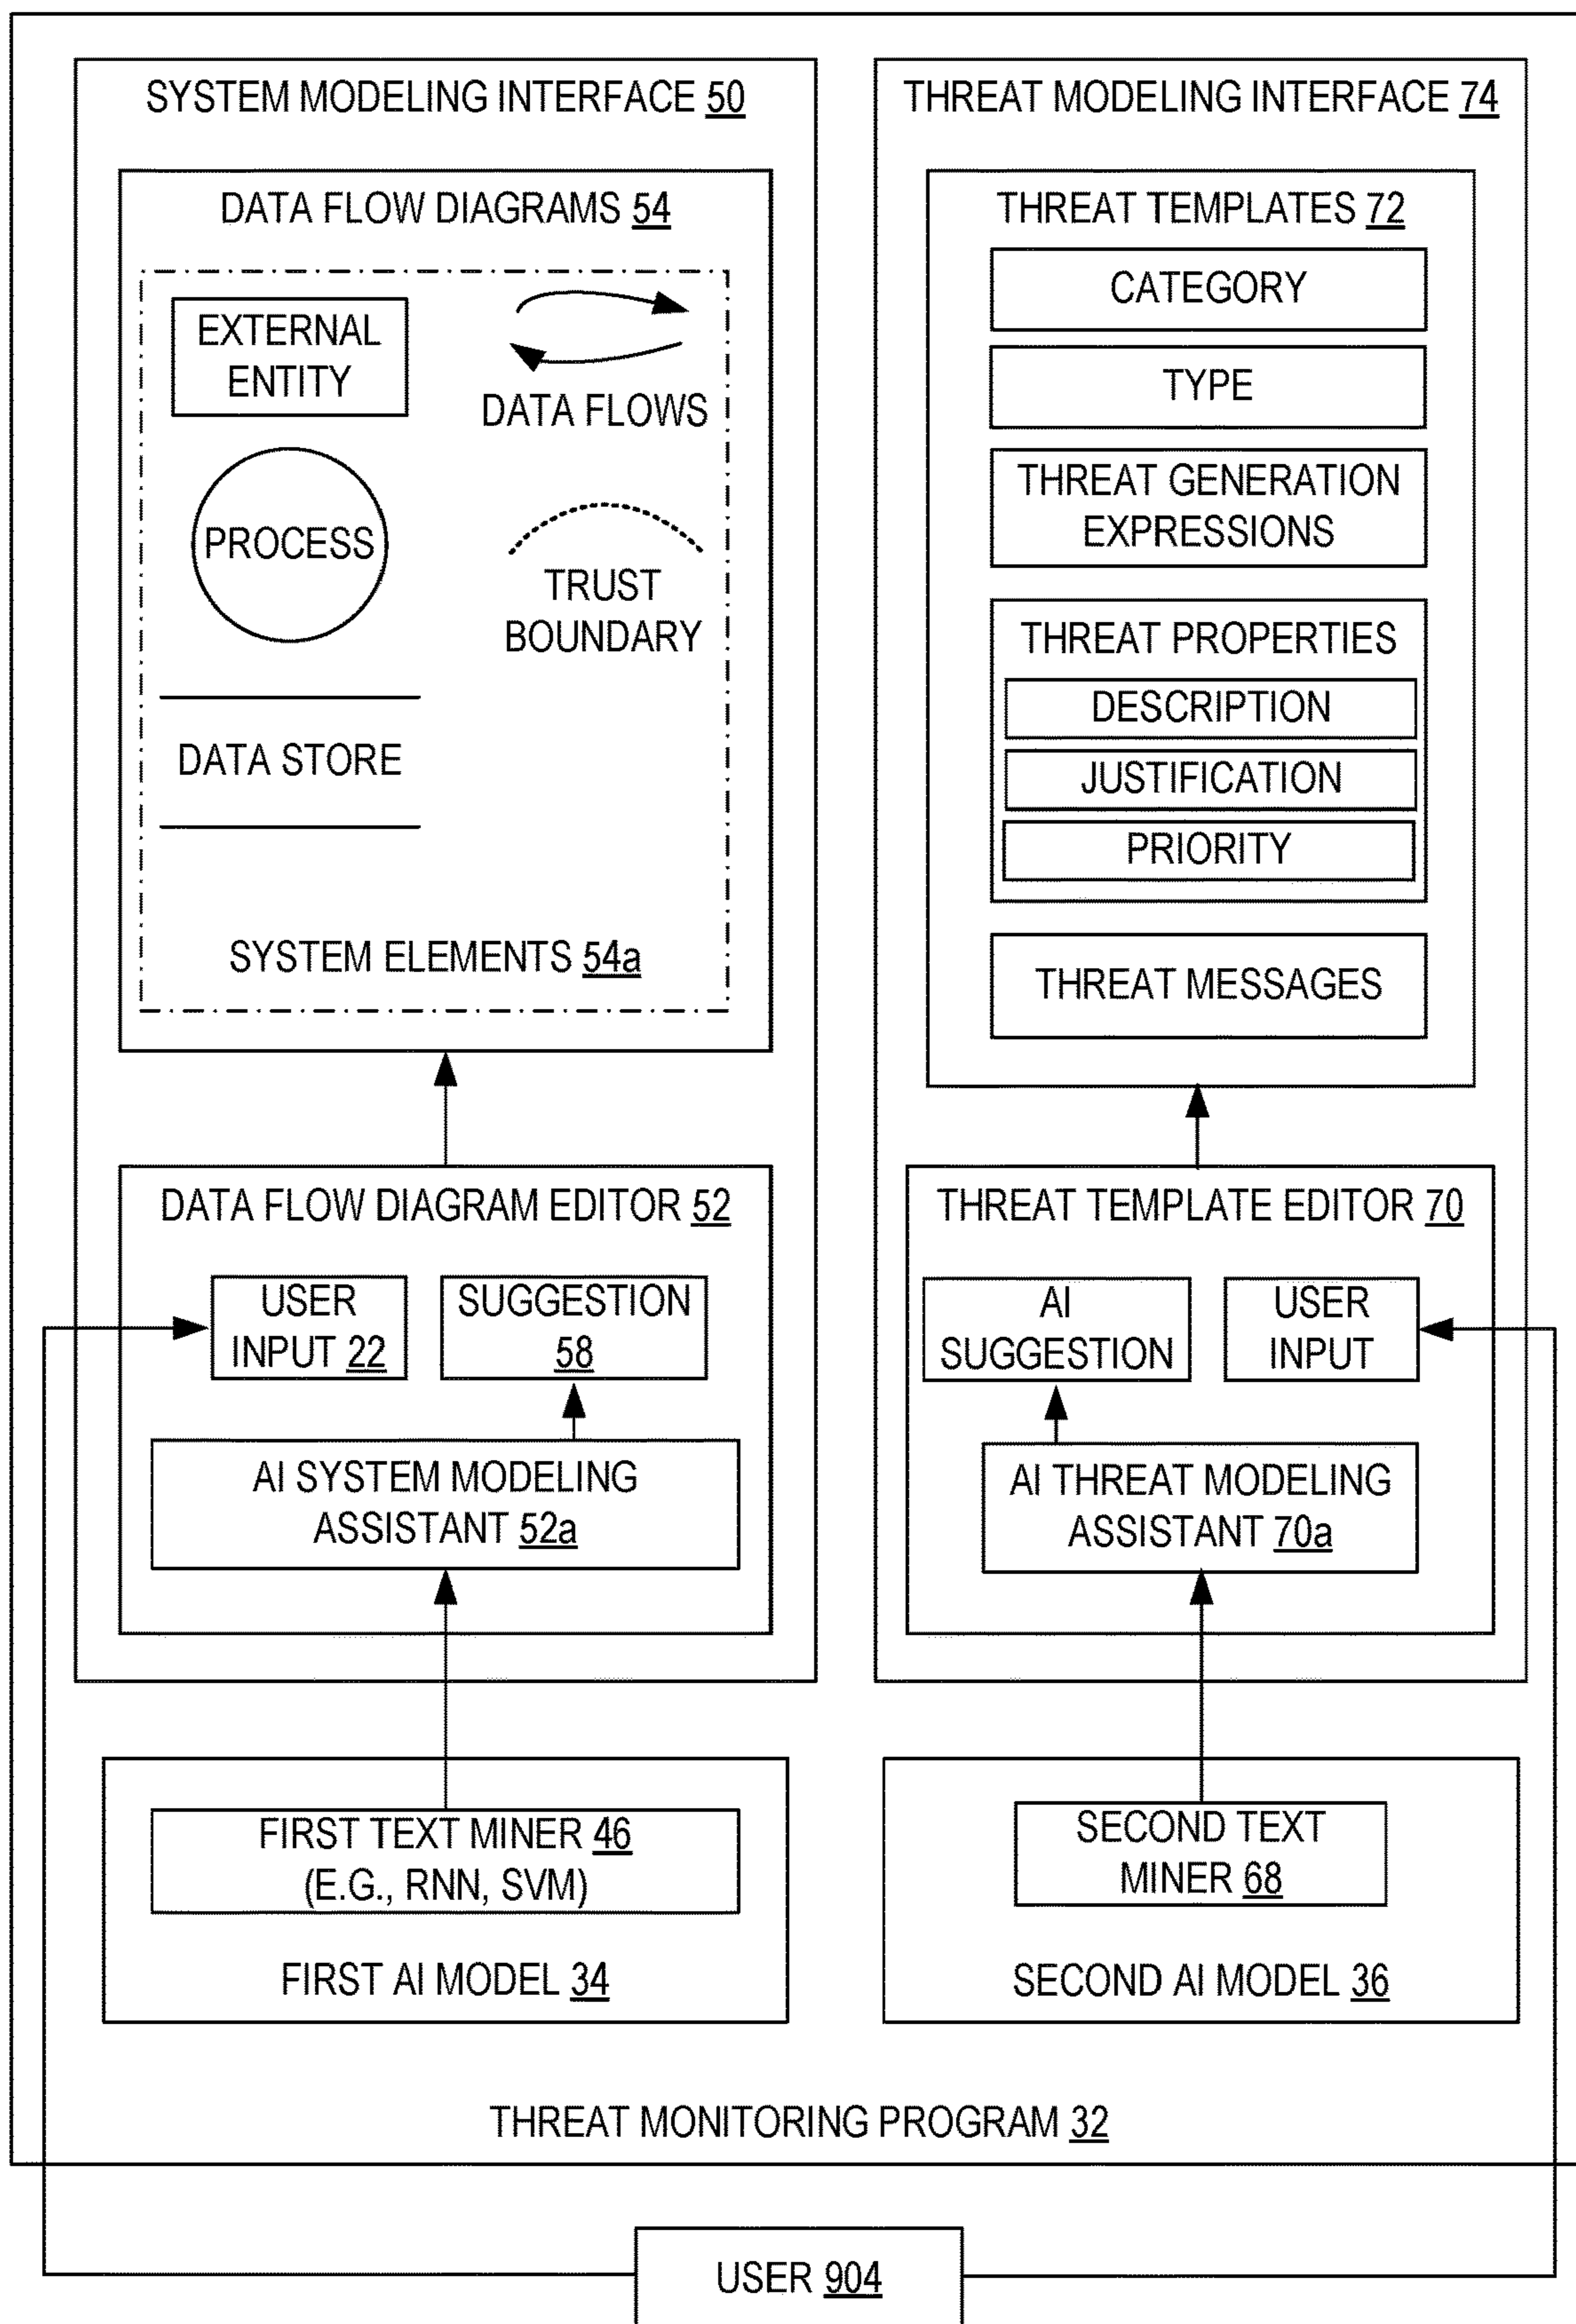 SYSTEM MODELING INTERFACE 50
DATA FLOW DIAGRAMS 54
EXTERNAL
ENTITY
DATA FLOWS
PROCESS
TRUST
BOUNDARY
DATA STORE
SYSTEM ELEMENTS 54a
DATA FLOW DIAGRAM EDITOR 52
USER
INPUT 22
SUGGESTION
58
AI SYSTEM MODELING
ASSISTANT 52a
FIRST TEXT MINER 46
(E.G., RNN, SVM)
FIRST AI MODEL 34
THREAT MODELING INTERFACE 74
THREAT TEMPLATES 72
CATEGORY
TYPE
THREAT GENERATION
EXPRESSIONS
THREAT PROPERTIES
DESCRIPTION
JUSTIFICATION
PRIORITY
THREAT MESSAGES
THREAT TEMPLATE EDITOR 70
AI
SUGGESTION
USER
INPUT
AI THREAT MODELING
ASSISTANT 70a
SECOND TEXT
MINER 68
SECOND AI MODEL 36
THREAT MONITORING PROGRAM 32
USER 904